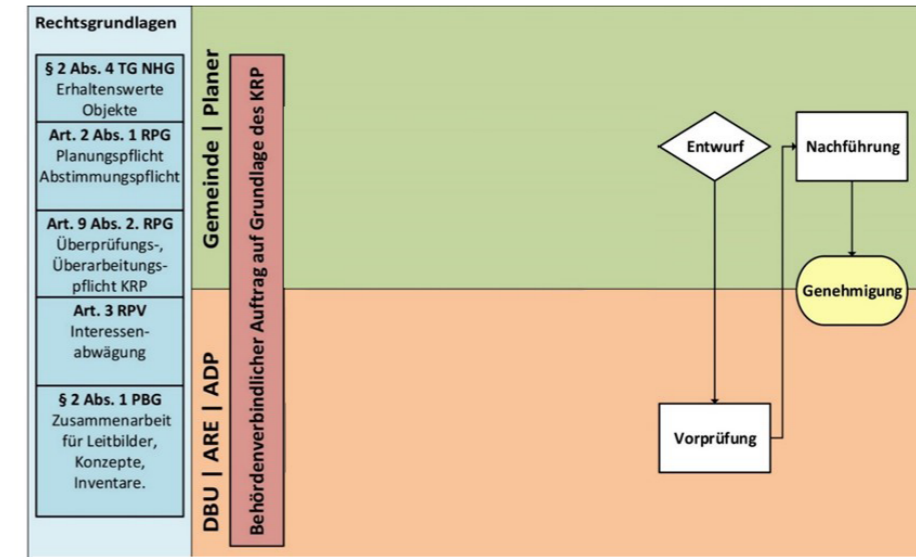 Rechtsgrundlagen
§ 2 Abs. 4 TG NHG
Erhaltenswerte
Objekte
Art. 2 Abs. 1 RPG
Planungspflicht
Abstimmungspflicht
Art. 9 Abs. 2. RPG
Überprüfungs-,
Überarbeitungs-
pflicht KRP
Art. 3 RPV
Interessen-
abwägung
§ 2 Abs. 1 PBG
Zusammenarbeit
für Leitbilder,
Konzepte,
Inventare.
Gemeinde | Planer
DBU | ARE | ADP
Behördenverbindlicher Auftrag auf Grundlage des KRP
Entwurf
Nachführung
Genehmigung
Vorprüfung